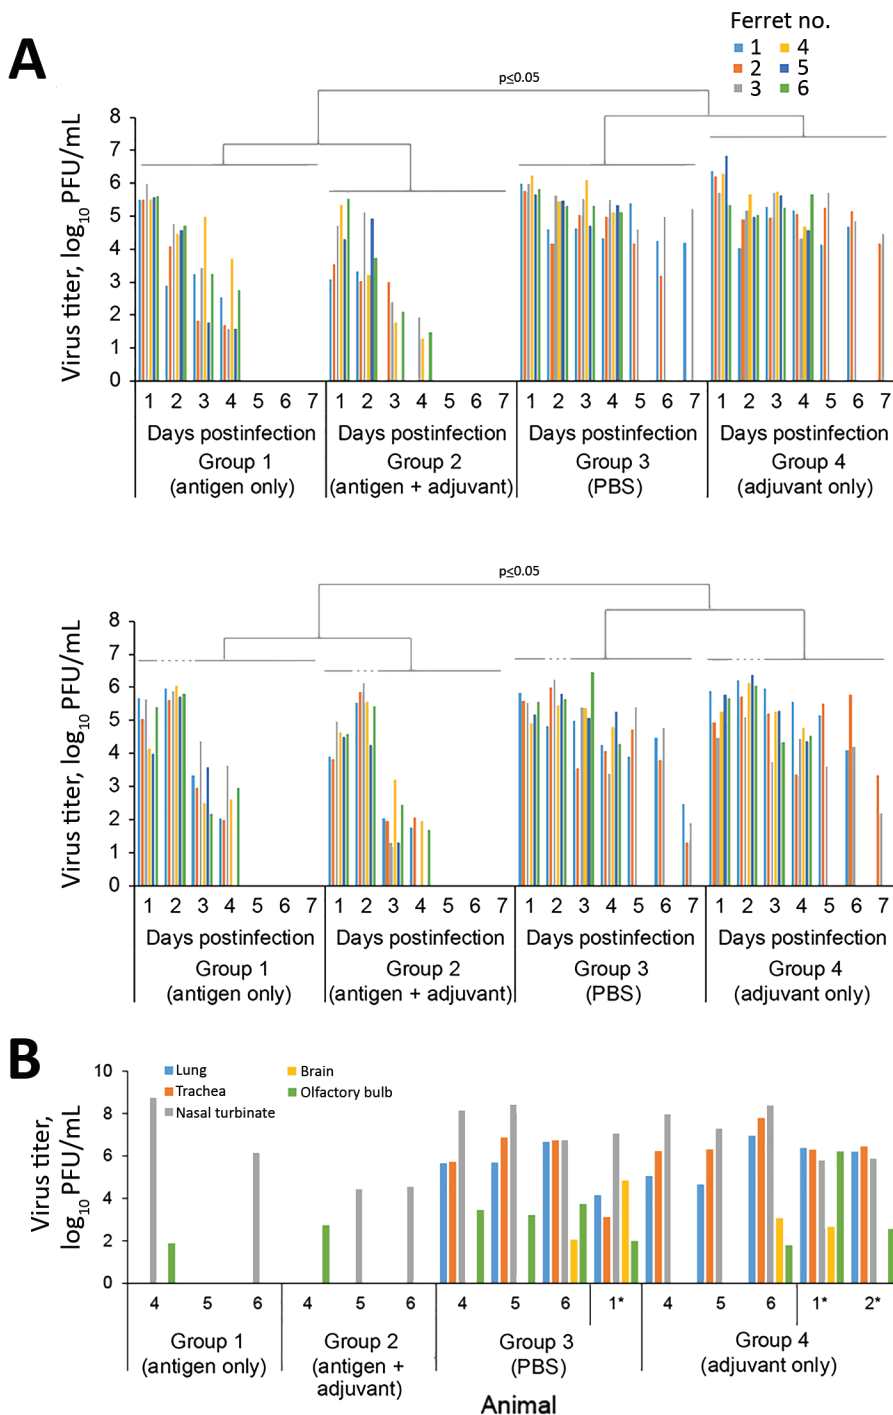 A
Ferret no.
1 4
2 5
3 6
p≤0.05
Virus titer, log10 PFU/mL
8
7
6
5
4
3
2
1
0
1 2 3 4 5 6 7 1 2 3 4 5 6 7 1 2 3 4 5 6 7 1 2 3 4 5 6 7
Days postinfection Days postinfection Days postinfection Days postinfection
Group 1 Group 2 Group 3 Group 4
(antigen only) (antigen + adjuvant) (PBS) (adjuvant only)
p≤0.05
Virus titer, log10 PFU/mL
8
7
6
5
4
3
2
1
0
1 2 3 4 5 6 7 1 2 3 4 5 6 7 1 2 3 4 5 6 7 1 2 3 4 5 6 7
Days postinfection Days postinfection Days postinfection Days postinfection
Group 1 Group 2 Group 3 Group 4
(antigen only) (antigen + adjuvant) (PBS) (adjuvant only)
B
Lung Brain
Trachea Olfactory bulb
Nasal turbinate
Virus titer,
log10 PFU/mL
10
8
6
4
2
0
4 5 6 4 5 6 4 5 6 1* 4 5 6 1* 2*
Group 1 Group 2 Group 3 Group 4
(antigen only) (antigen + (PBS) (adjuvant only)
adjuvant)
Animal